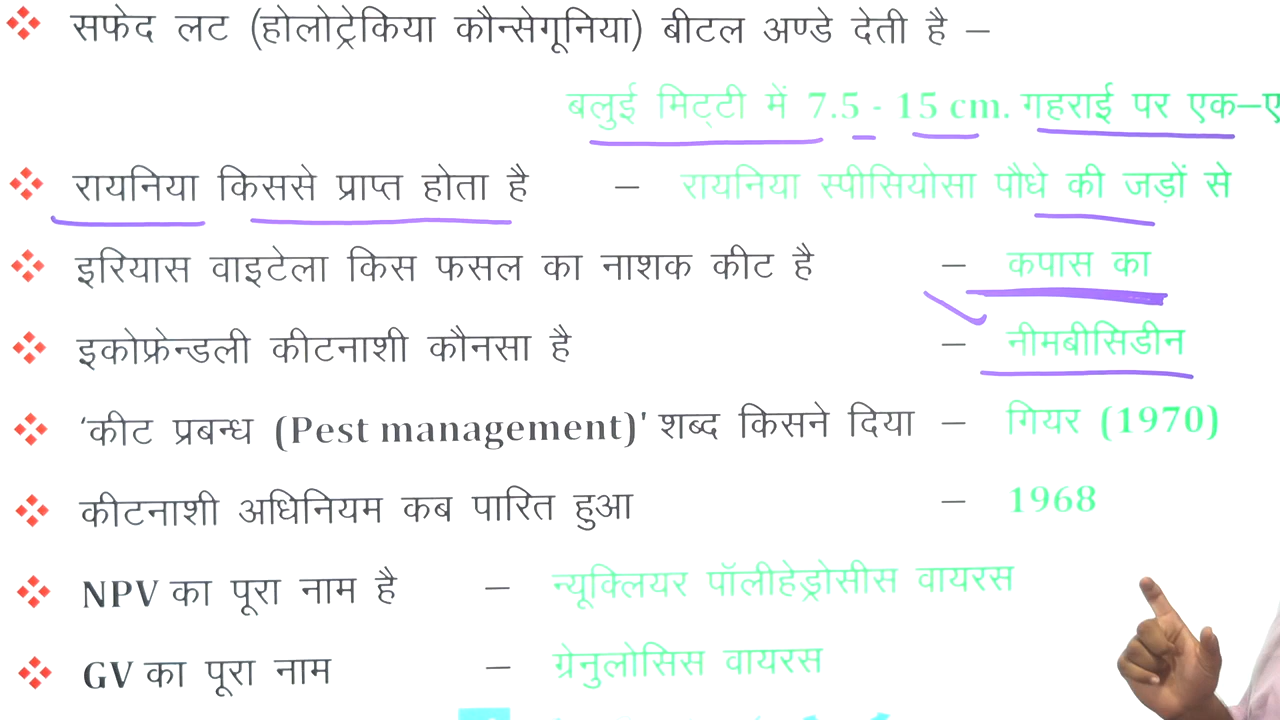 सफेद लट (होलोट्रेकिया कौन्सेगूनिया) बीटल अण्डे देती है –
बलुई मिट्टी में 7.5 - 15 cm. गहराई पर
रायनिया किससे प्राप्त होता है – रायनिया स्पीसियोसा पौधे की जड़ों से
इरियास वाइटेला किस फसल का नाशक कीट है – कपास का
इकोफ्रेन्डली कीटनाशी कौनसा है – नीमबीसिडीन
'कीट प्रबन्ध (Pest management)' शब्द किसने दिया – गियर (1970)
कीटनाशी अधिनियम कब पारित हुआ – 1968
NPV का पूरा नाम है – न्यूक्लियर पॉलीहेड्रोसीस वायरस
GV का पूरा नाम – ग्रेनुलोसिस वायरस